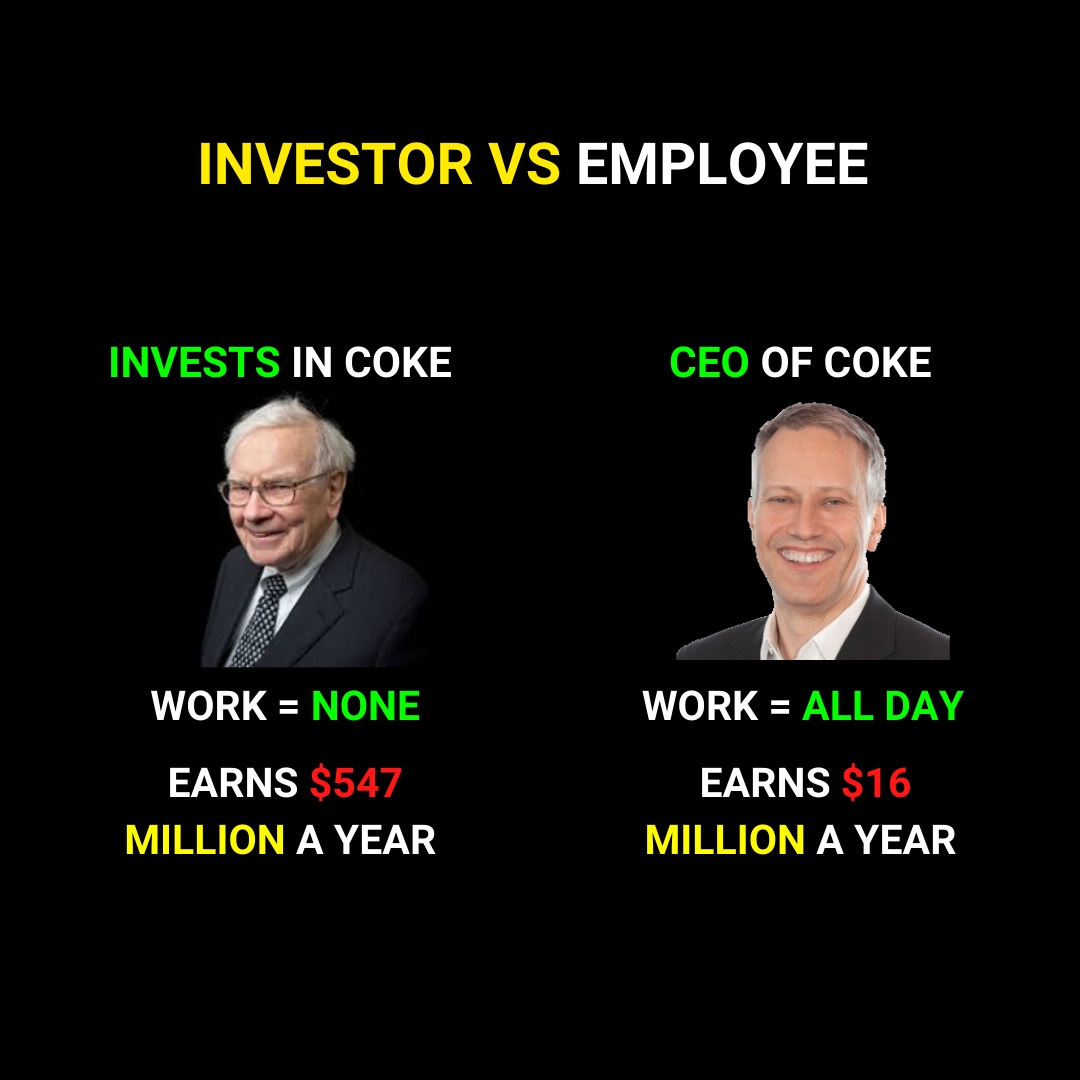 INVESTOR VS EMPLOYEE
INVESTS IN COKE
WORK = NONE
EARNS $547
MILLION A YEAR
CEO OF COKE
WORK = ALL DAY
EARNS $16
MILLION A YEAR